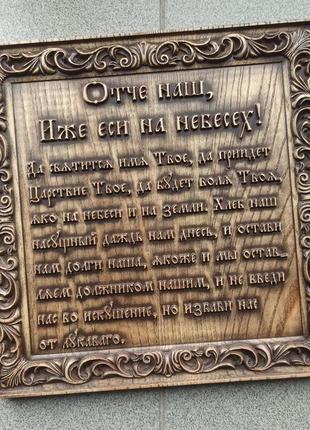 Отче наш,
Иже еси на небесех!
Да святится имя Твое, да приидет
Царствие Твое, да будет воля Твоя,
яко на небеси и на земли. Хлеб наш
насущный даждь нам днесь, и остави
нам долги наша, якоже и мы остав-
ляем должником нашим, и не введи
нас во искушение, но избави нас
от лукаваго.